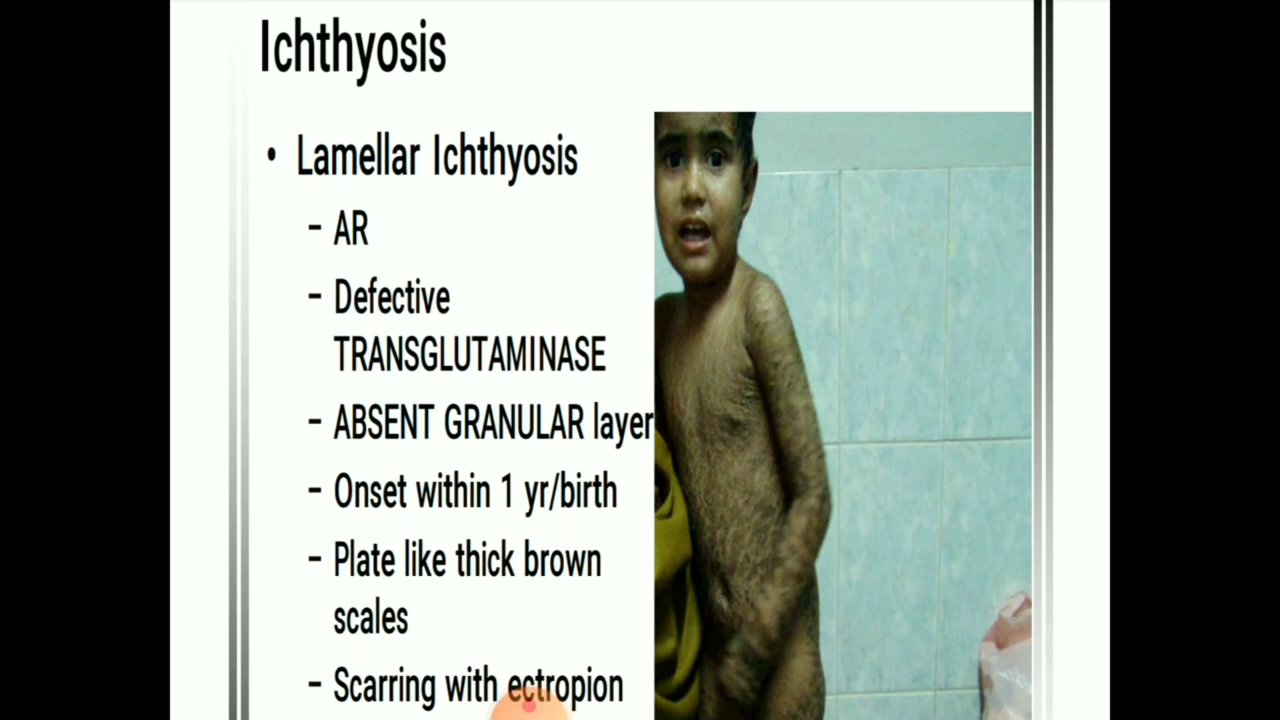 Ichthyosis
• Lamellar Ichthyosis
– AR
– Defective
TRANSGLUTAMINASE
– ABSENT GRANULAR layer
– Onset within 1 yr/birth
– Plate like thick brown
scales
– Scarring with ectropion